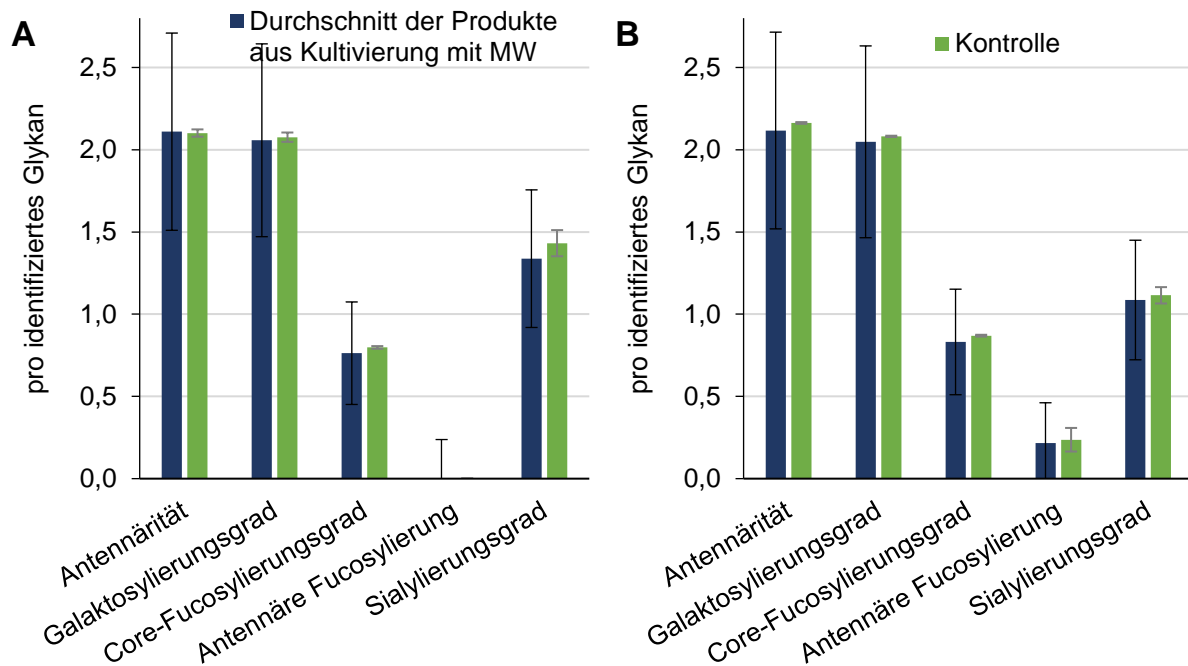 A
Durchschnitt der Produkte
aus Kultivierung mit MW
pro identifiziertes Glykan
2,5
2,0
1,5
1,0
0,5
0,0
Antennärität
Galaktosylierungsgrad
Core-Fucosylierungsgrad
Antennäre Fucosylierung
Sialylierungsgrad
B
Kontrolle
pro identifiziertes Glykan
2,5
2,0
1,5
1,0
0,5
0,0
Antennärität
Galaktosylierungsgrad
Core-Fucosylierungsgrad
Antennäre Fucosylierung
Sialylierungsgrad